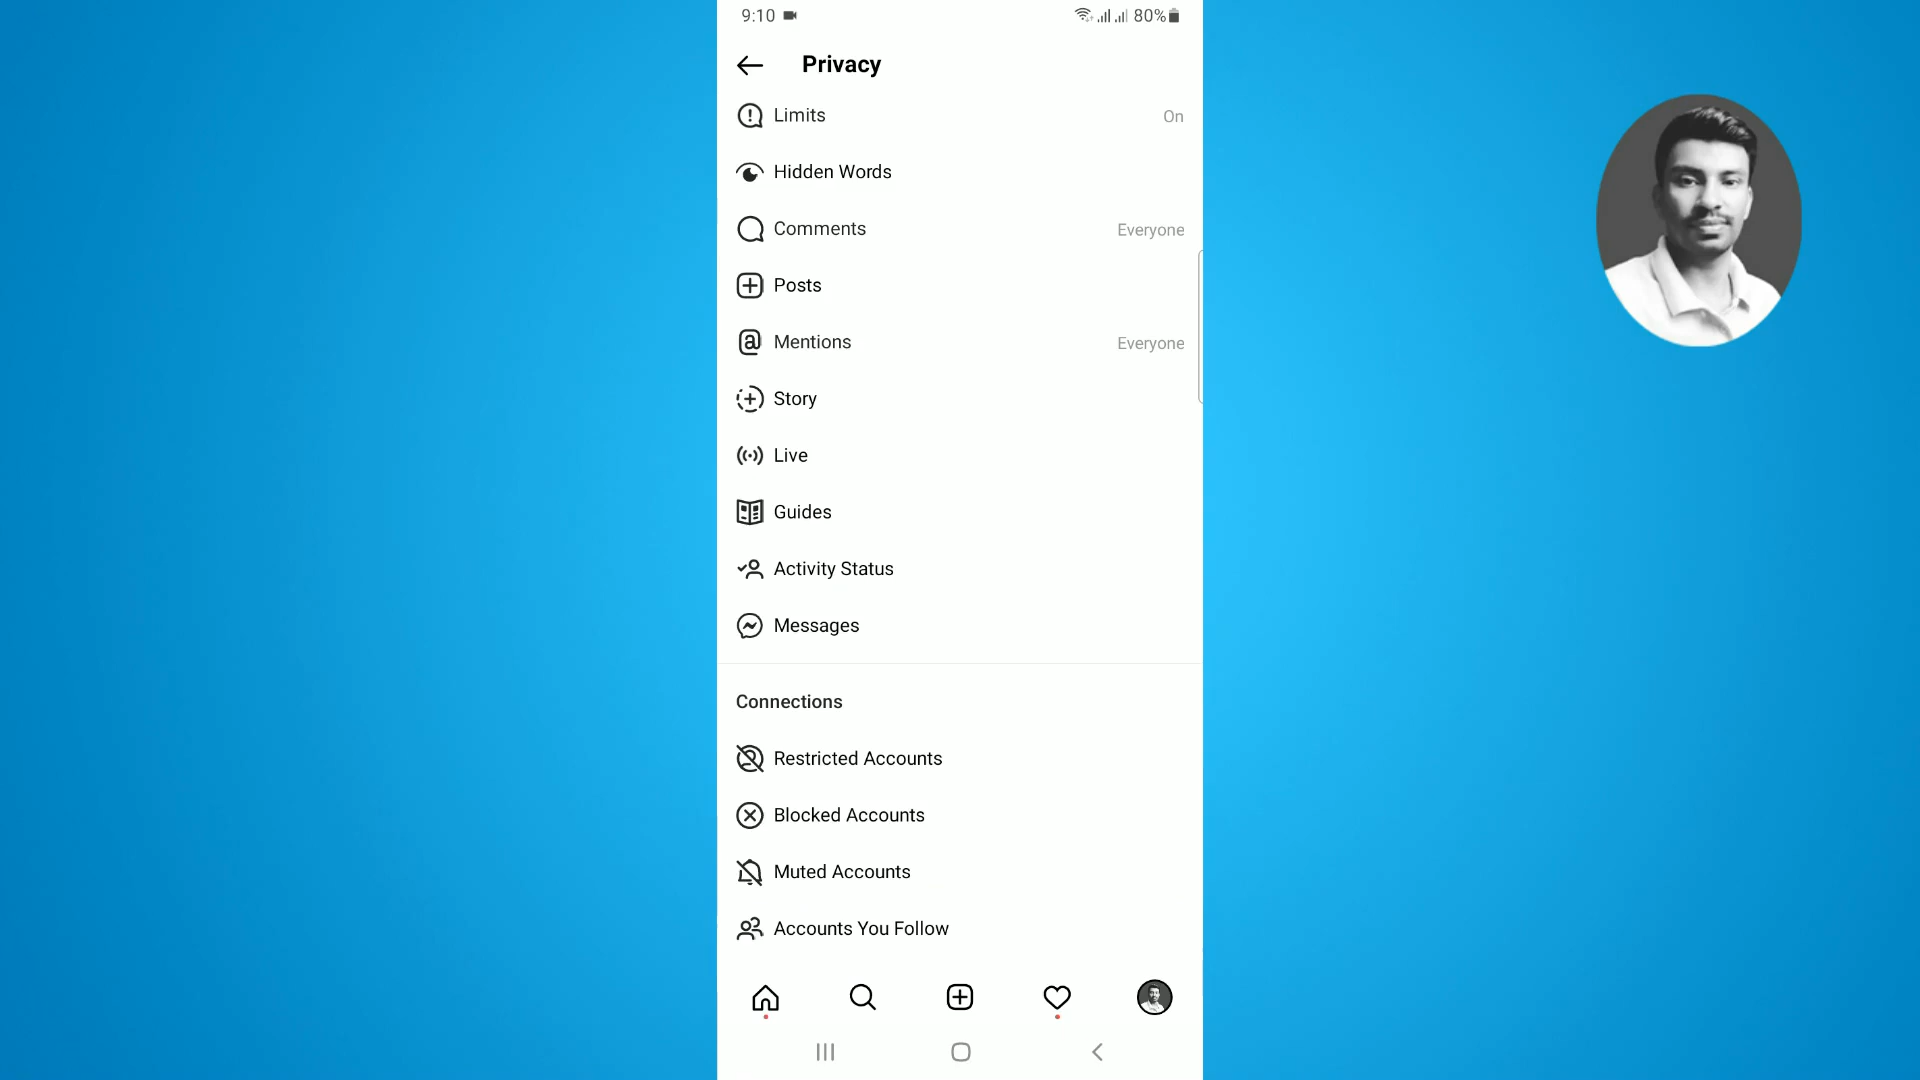 9:10
80%
Privacy
Limits On
Hidden Words
Comments Everyone
Posts
Mentions Everyone
Story
Live
Guides
Activity Status
Messages
Connections
Restricted Accounts
Blocked Accounts
Muted Accounts
Accounts You Follow